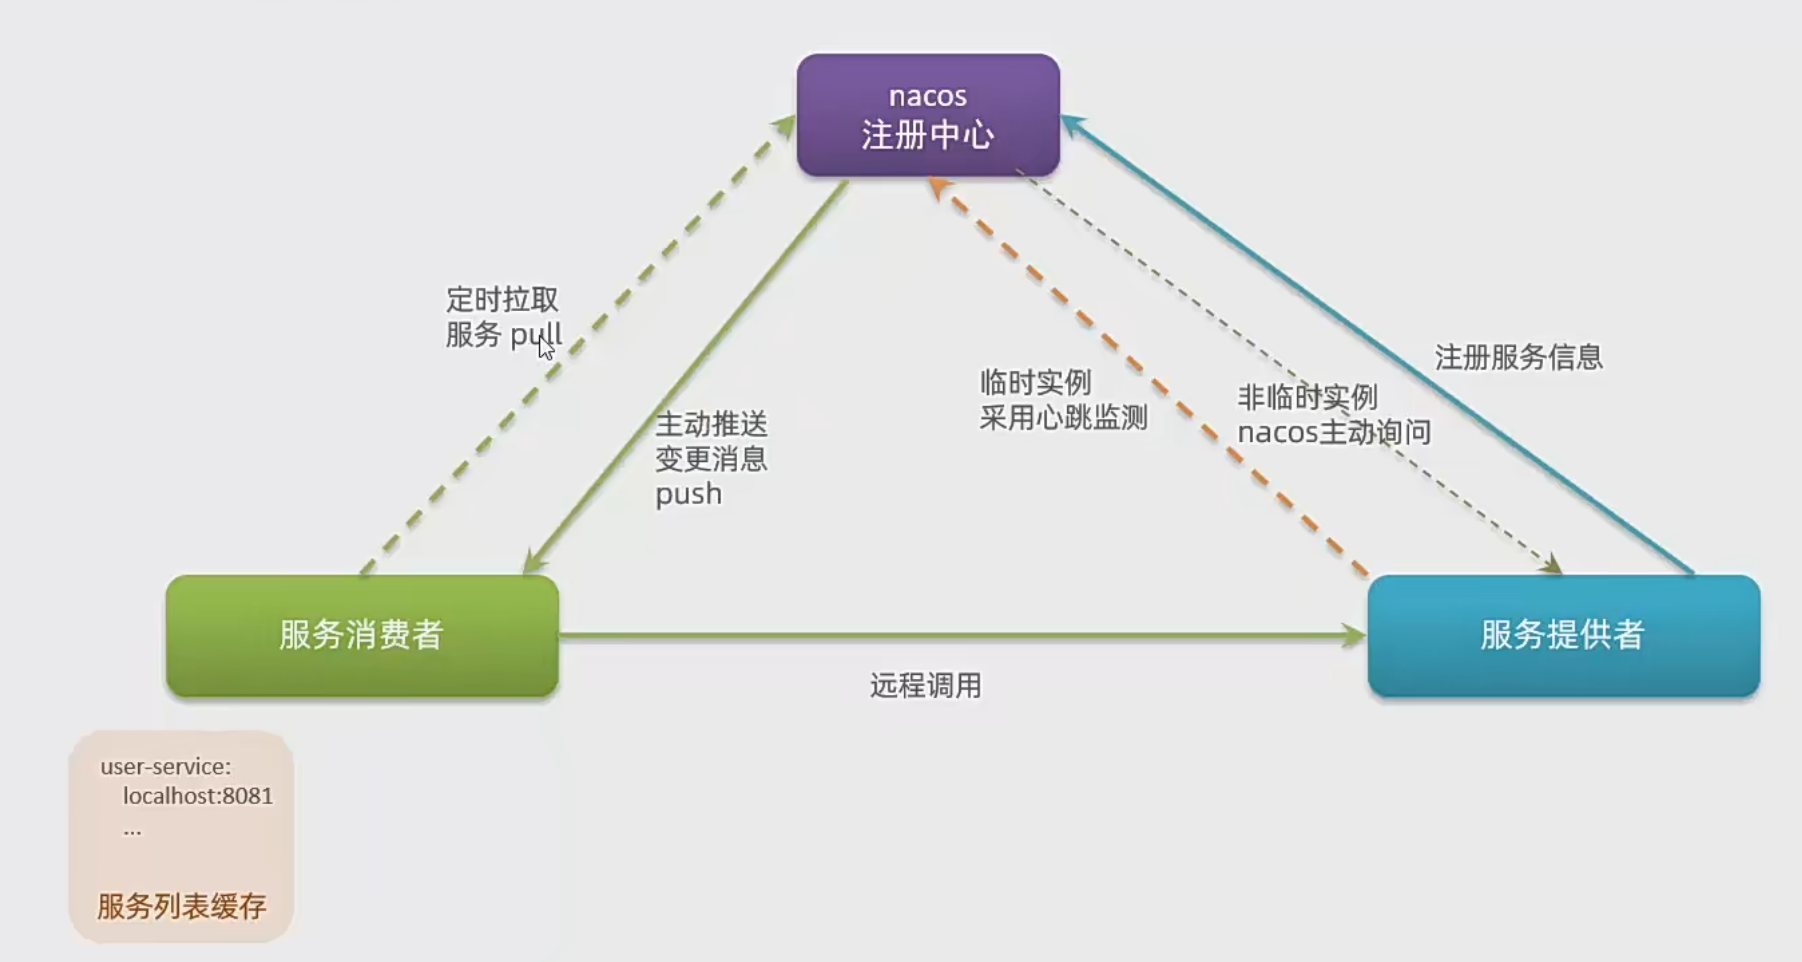 nacos
注册中心
定时拉取
服务 pull
主动推送
变更消息
push
临时实例
采用心跳监测
非临时实例
nacos主动询问
注册服务信息
服务消费者
远程调用
服务提供者
user-service:
localhost:8081
...
服务列表缓存